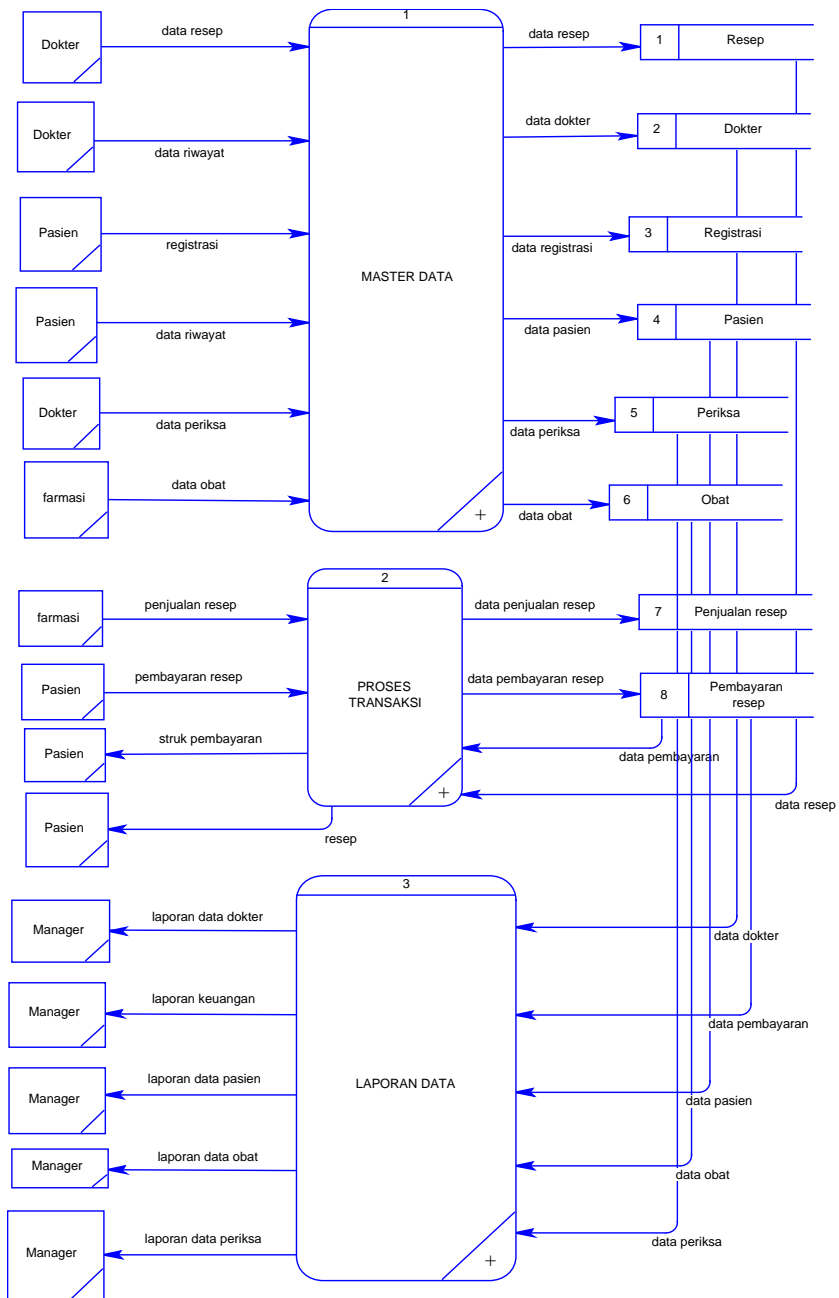 1
Dokter
data resep
data resep
1
Resep
Dokter
data riwayat
data dokter
2
Dokter
Pasien
registrasi
data registrasi
3
Registrasi
MASTER DATA
Pasien
data riwayat
data pasien
4
Pasien
Dokter
data periksa
data periksa
5
Periksa
farmasi
data obat
+
data obat
6
Obat
2
farmasi
penjualan resep
data penjualan resep
7
Penjualan resep
Pasien
pembayaran resep
PROSES
TRANSAKSI
data pembayaran resep
8
Pembayaran
resep
Pasien
struk pembayaran
data pembayaran
+
data resep
Pasien
resep
3
Manager
laporan data dokter
data dokter
Manager
laporan keuangan
data pembayaran
LAPORAN DATA
Manager
laporan data pasien
data pasien
Manager
laporan data obat
data obat
Manager
laporan data periksa
data periksa
+